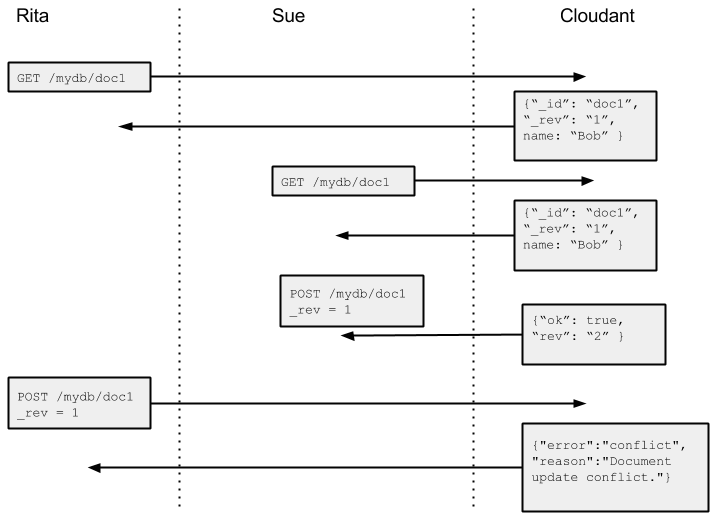 Rita
Sue
Cloudant
GET /mydb/doc1
{“_id”: “doc1”,
“_rev”: “1”,
name: “Bob” }
GET /mydb/doc1
{“_id”: “doc1”,
“_rev”: “1”,
name: “Bob” }
POST /mydb/doc1
_rev = 1
{“ok”: true,
“rev”: “2” }
POST /mydb/doc1
_rev = 1
{"error":"conflict",
"reason":"Document
update conflict."}